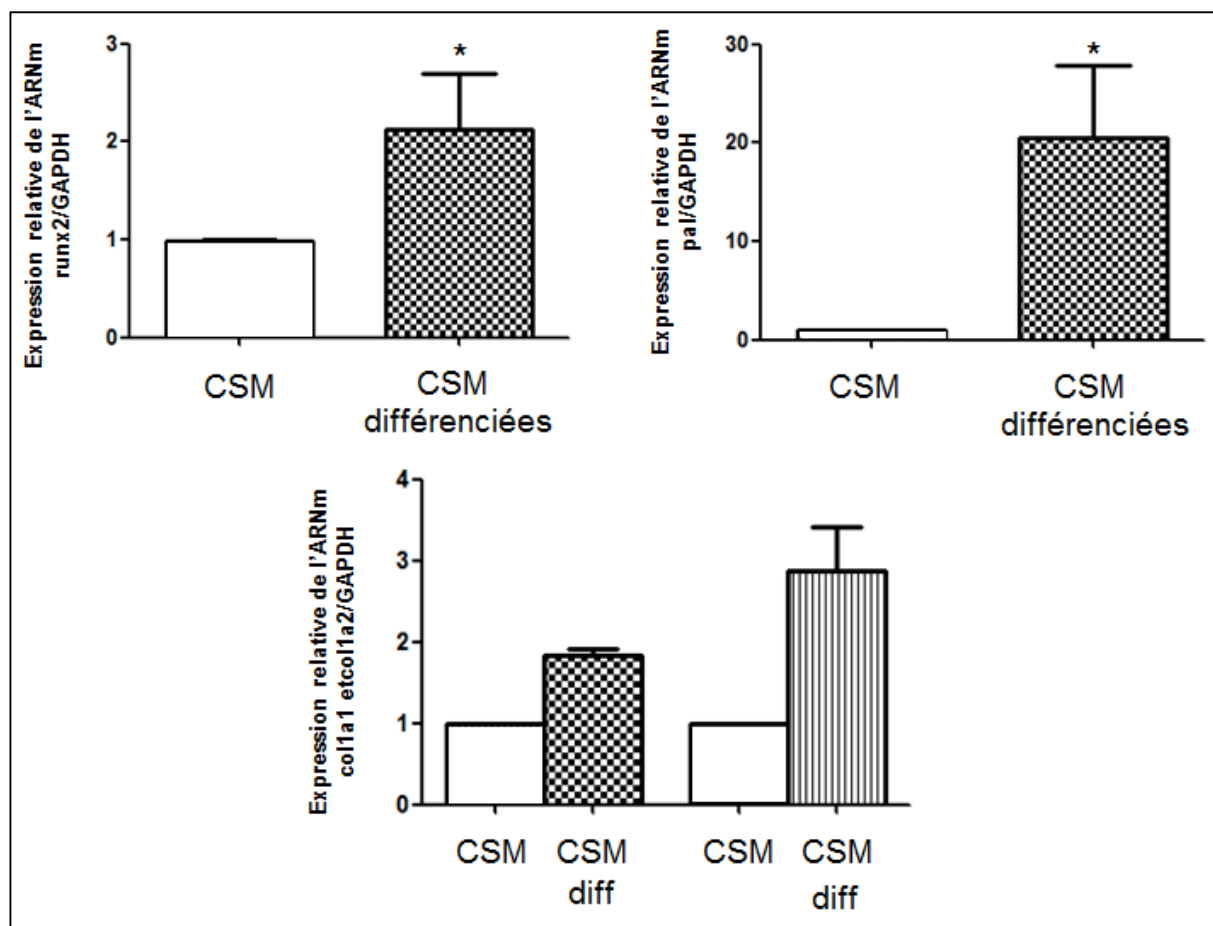 Expression relative de l'ARNm
runx2/GAPDH
3
2
1
0
*
CSM
CSM
différenciées
Expression relative de l'ARNm
pal/GAPDH
30
20
10
0
*
CSM
CSM
différenciées
Expression relative de l'ARNm
col1a1 etcol1a2/GAPDH
4
3
2
1
0
CSM
CSM
diff
CSM
CSM
diff